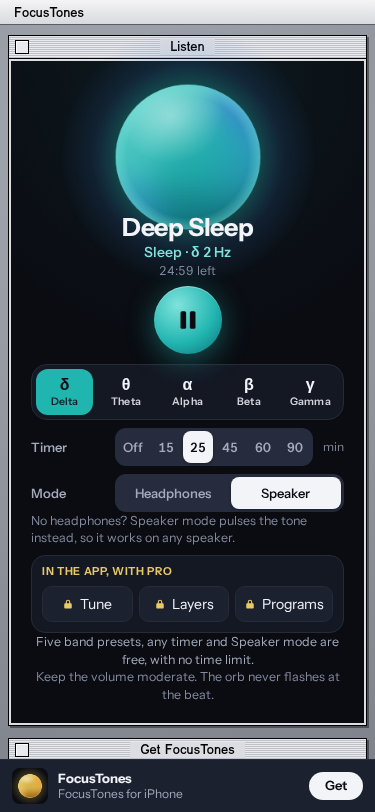 FocusTones
Listen
Deep Sleep
Sleep · δ 2 Hz
24:59 left
δ θ α β γ
Delta Theta Alpha Beta Gamma
Timer Off 15 25 45 60 90 min
Mode Headphones Speaker
No headphones? Speaker mode pulses the tone
instead, so it works on any speaker.
IN THE APP, WITH PRO
Tune Layers Programs
Five band presets, any timer and Speaker mode are
free, with no time limit.
Keep the volume moderate. The orb never flashes at
the beat.
Get FocusTones
FocusTones
FocusTones for iPhone
Get